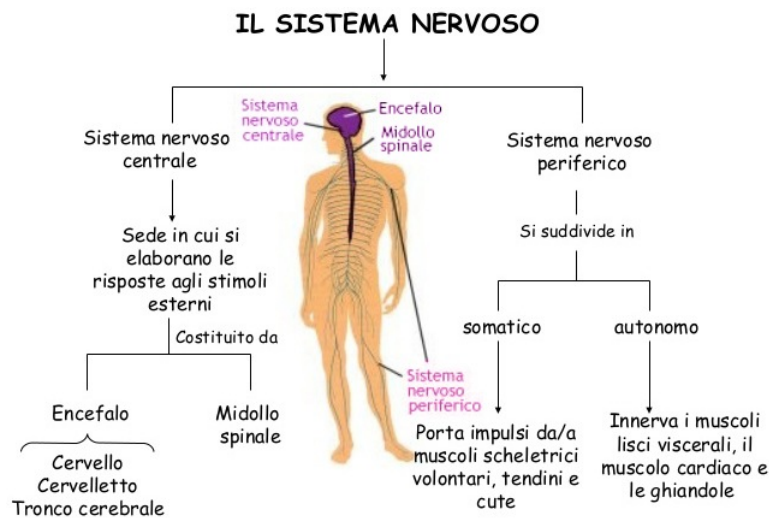 IL SISTEMA NERVOSO
Sistema nervoso
centrale
Sede in cui si
elaborano le
risposte agli stimoli
esterni
Costituito da
Encefalo
Cervello
Cervelletto
Tronco cerebrale
Midollo
spinale
Sistema
nervoso
centrale
Encefalo
Midollo
spinale
Sistema
nervoso
periferico
Sistema nervoso
periferico
Si suddivide in
somatico
Porta impulsi da/a
muscoli scheletrici
volontari, tendini e
cute
autonomo
Innerva i muscoli
lisci viscerali, il
muscolo cardiaco e
le ghiandole